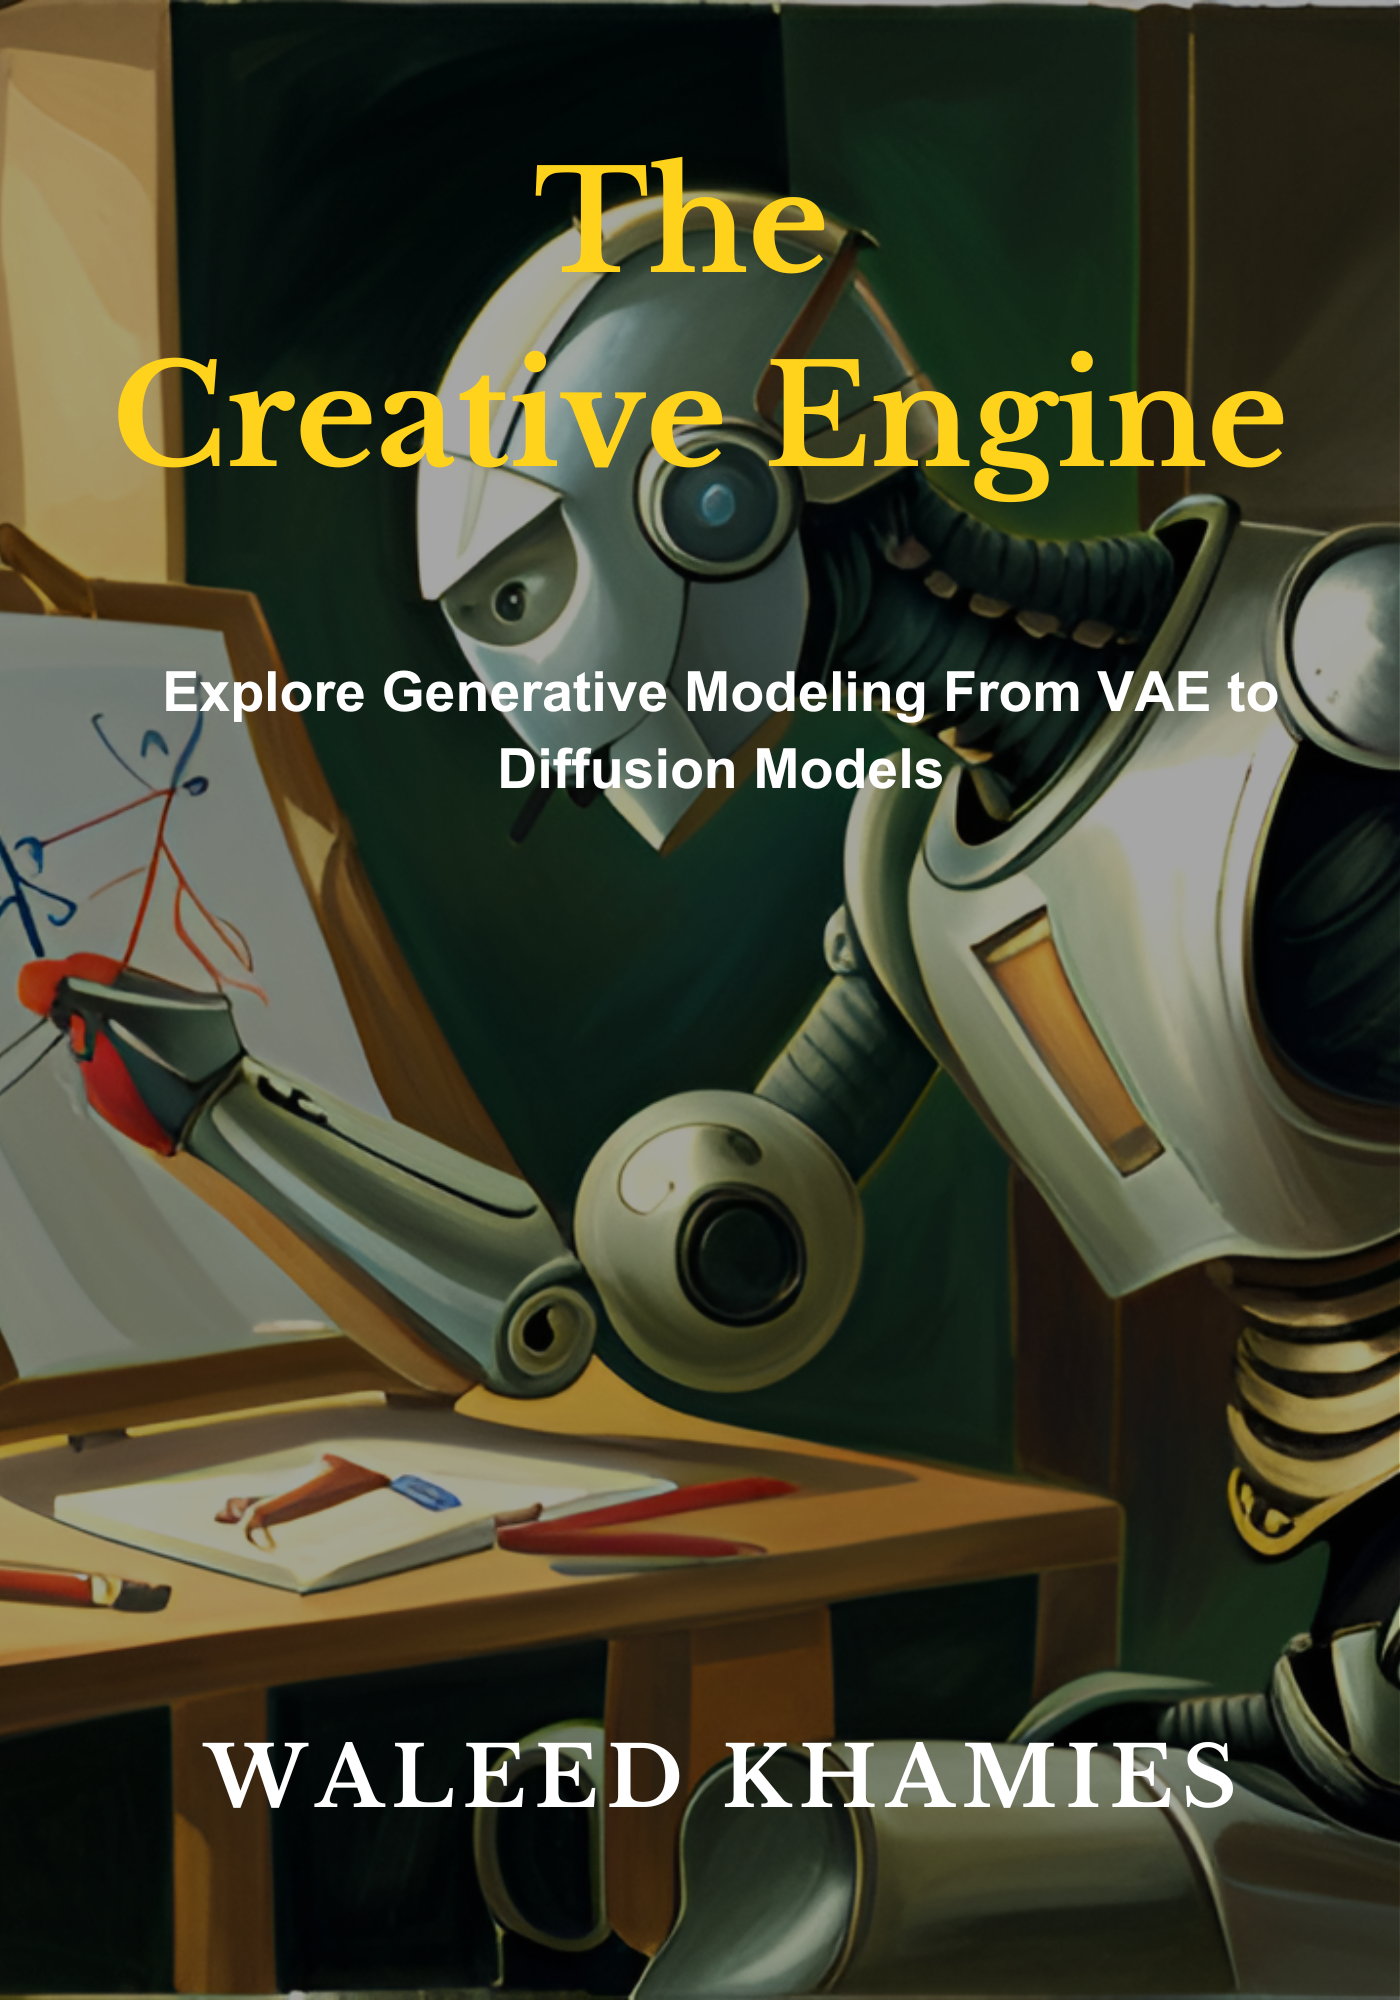 The
Creative Engine
Explore Generative Modeling From VAE to
Diffusion Models
WALEED KHAMIES